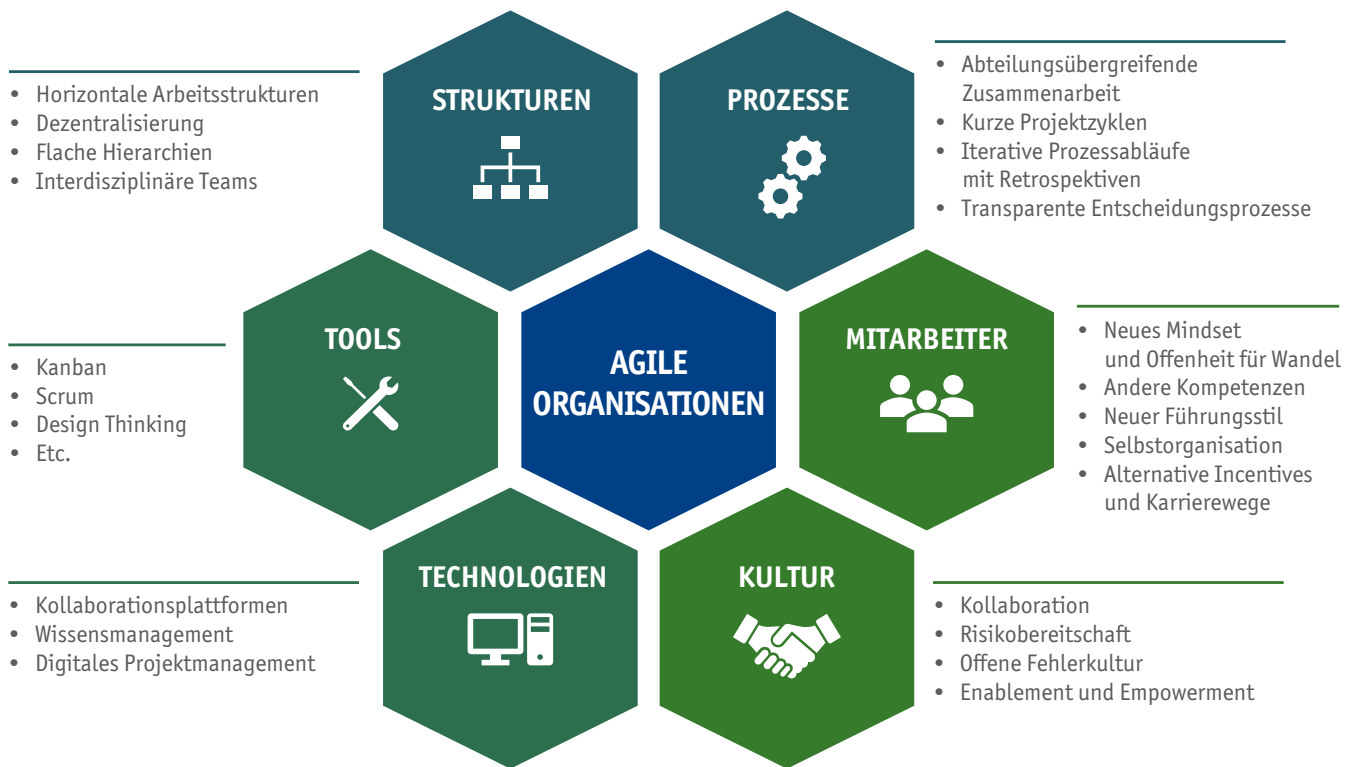 STRUKTUREN
• Horizontale Arbeitsstrukturen
• Dezentralisierung
• Flache Hierarchien
• Interdisziplinäre Teams
PROZESSE
• Abteilungsübergreifende
Zusammenarbeit
• Kurze Projektzyklen
• Iterative Prozessabläufe
mit Retrospektiven
• Transparente Entscheidungsprozesse
TOOLS
• Kanban
• Scrum
• Design Thinking
• Etc.
AGILE
ORGANISATIONEN
MITARBEITER
• Neues Mindset
und Offenheit für Wandel
• Andere Kompetenzen
• Neuer Führungsstil
• Selbstorganisation
• Alternative Incentives
und Karrierewege
TECHNOLOGIEN
• Kollaborationsplattformen
• Wissensmanagement
• Digitales Projektmanagement
KULTUR
• Kollaboration
• Risikobereitschaft
• Offene Fehlerkultur
• Enablement und Empowerment